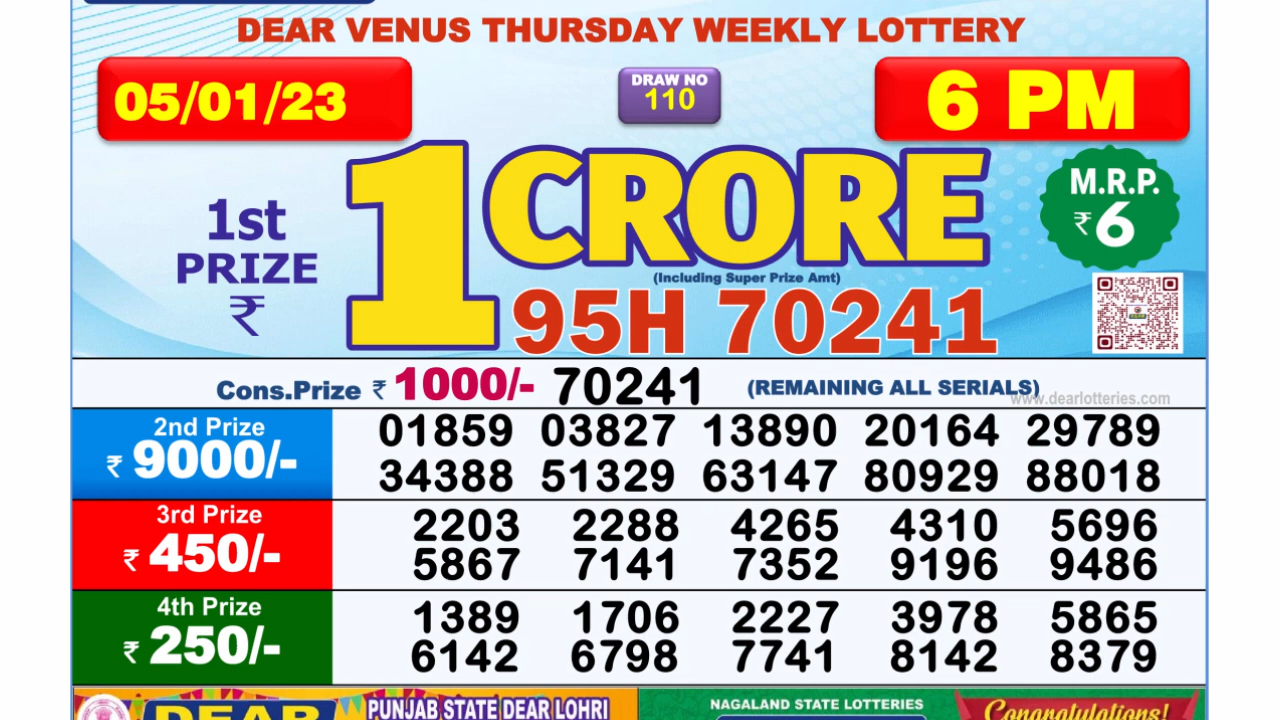 DEAR VENUS THURSDAY WEEKLY LOTTERY
05/01/23
DRAW NO
110
6 PM
1st
PRIZE
₹
1 CRORE
(Including Super Prize Amt)
M.R.P.
₹ 6
95H 70241
Cons.Prize ₹ 1000/- 70241 (REMAINING ALL SERIALS)
www.dearlotteries.com
2nd Prize
₹ 9000/-
01859 03827 13890 20164 29789
34388 51329 63147 80929 88018
3rd Prize
₹ 450/-
2203 2288 4265 4310 5696
5867 7141 7352 9196 9486
4th Prize
₹ 250/-
1389 1706 2227 3978 5865
6142 6798 7741 8142 8379
DEAR
PUNJAB STATE DEAR LOHRI
NAGALAND STATE LOTTERIES
Congratulations!